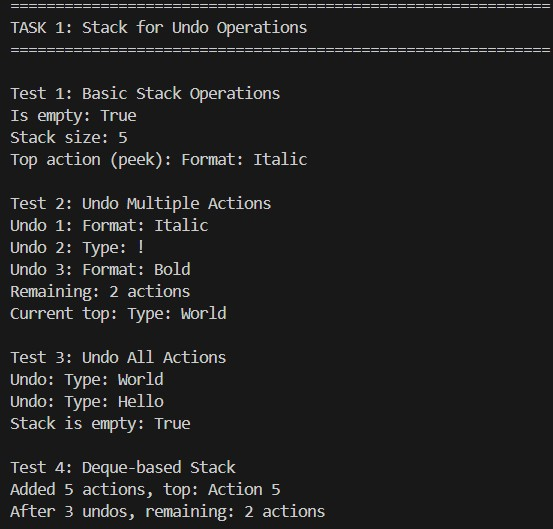 ============================================================
TASK 1: Stack for Undo Operations
============================================================
Test 1: Basic Stack Operations
Is empty: True
Stack size: 5
Top action (peek): Format: Italic
Test 2: Undo Multiple Actions
Undo 1: Format: Italic
Undo 2: Type: !
Undo 3: Format: Bold
Remaining: 2 actions
Current top: Type: World
Test 3: Undo All Actions
Undo: Type: World
Undo: Type: Hello
Stack is empty: True
Test 4: Deque-based Stack
Added 5 actions, top: Action 5
After 3 undos, remaining: 2 actions